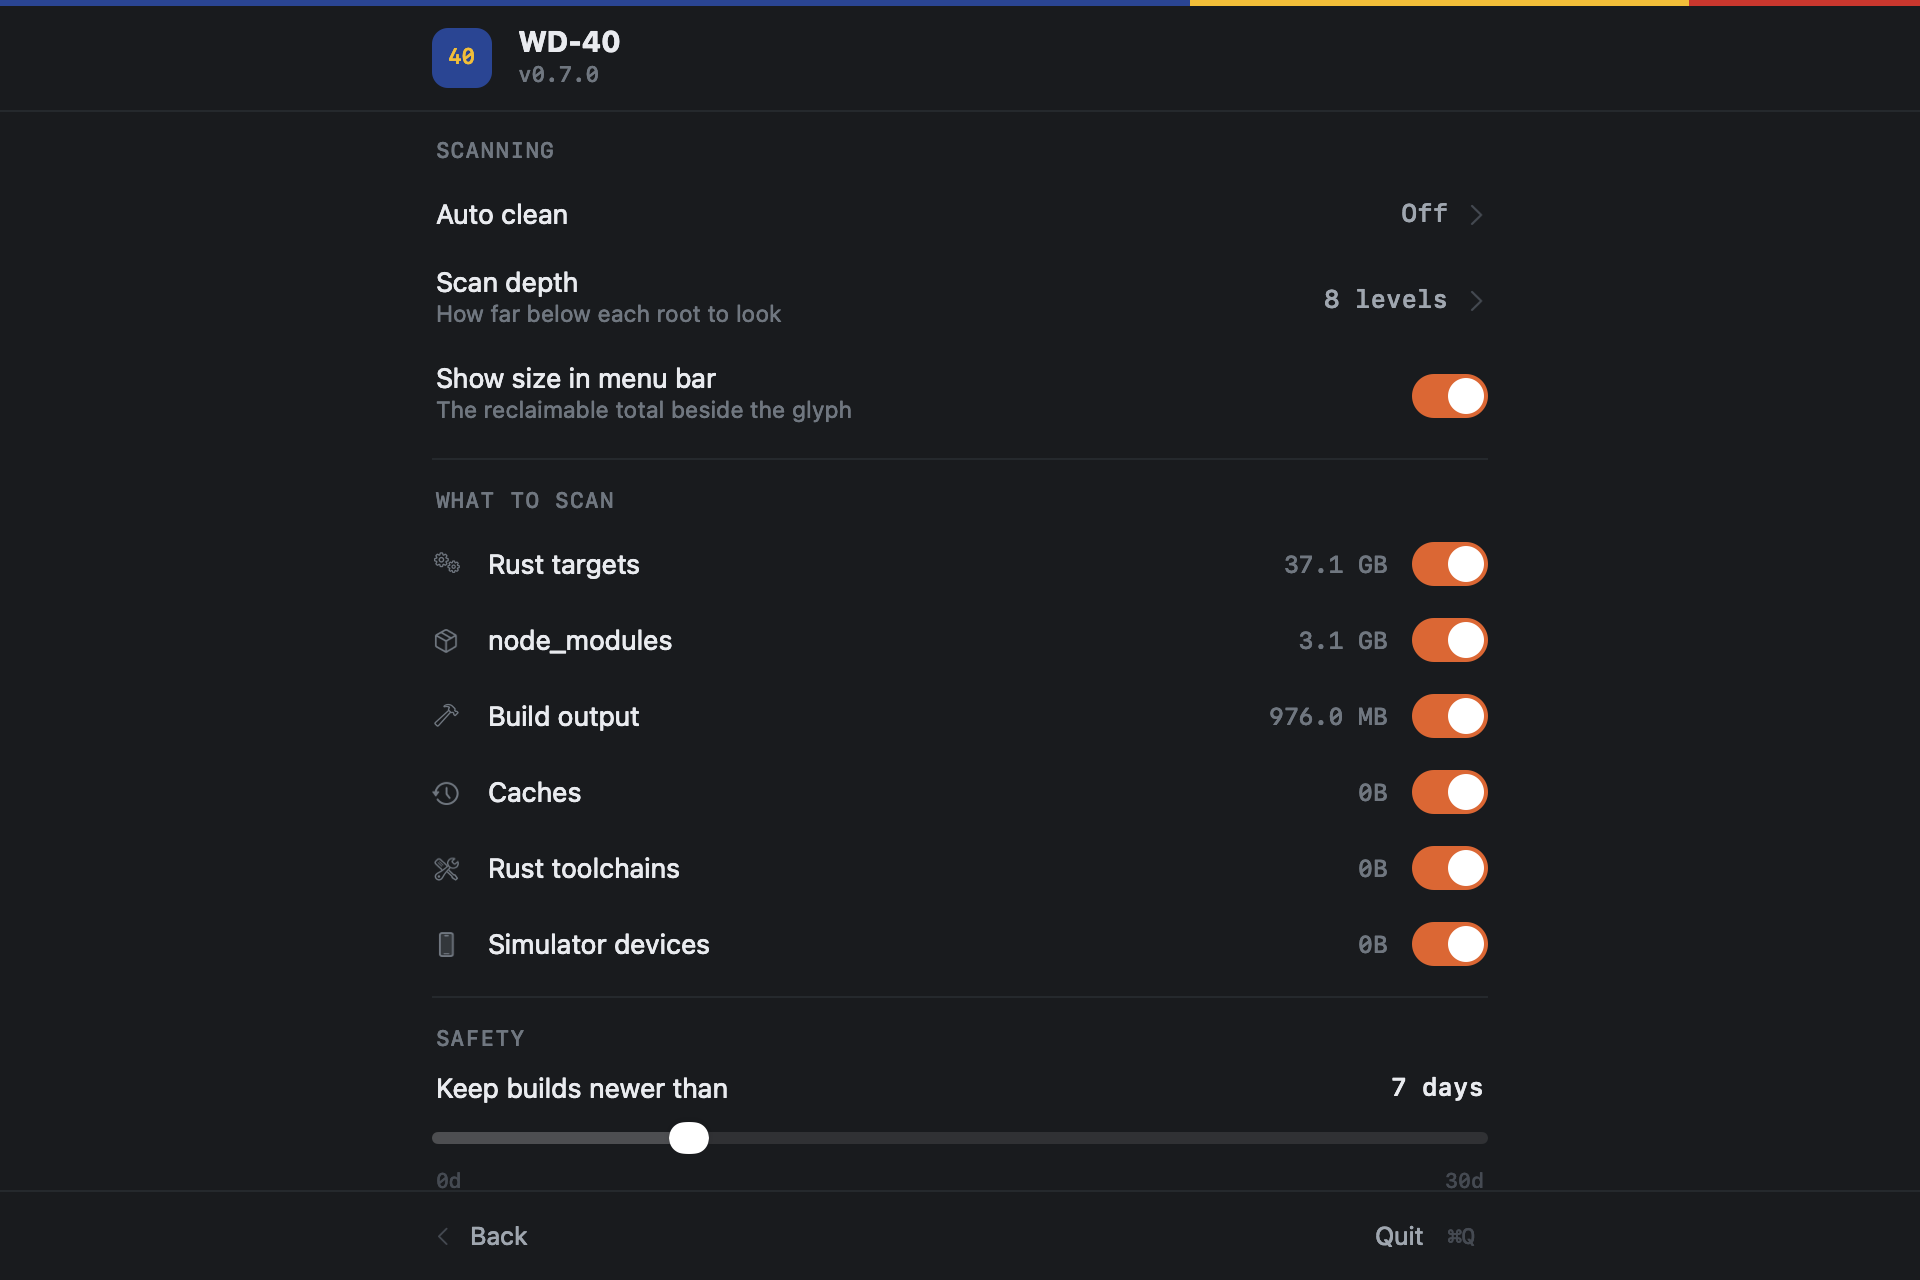 40
WD-40
v0.7.0
SCANNING
Auto clean
Off
Scan depth
How far below each root to look
8 levels
Show size in menu bar
The reclaimable total beside the glyph
WHAT TO SCAN
Rust targets
37.1 GB
node_modules
3.1 GB
Build output
976.0 MB
Caches
0B
Rust toolchains
0B
Simulator devices
0B
SAFETY
Keep builds newer than
7 days
0d
30d
Back
Quit ⌘Q